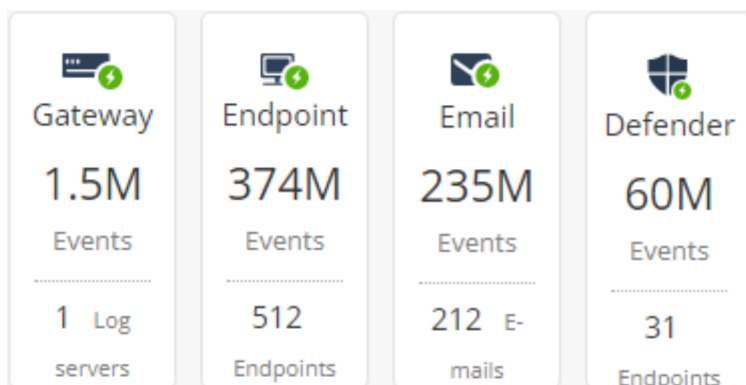 Gateway
1.5M
Events
1 Log
servers
Endpoint
374M
Events
512
Endpoints
Email
235M
Events
212 E-
mails
Defender
60M
Events
31
Endpoints